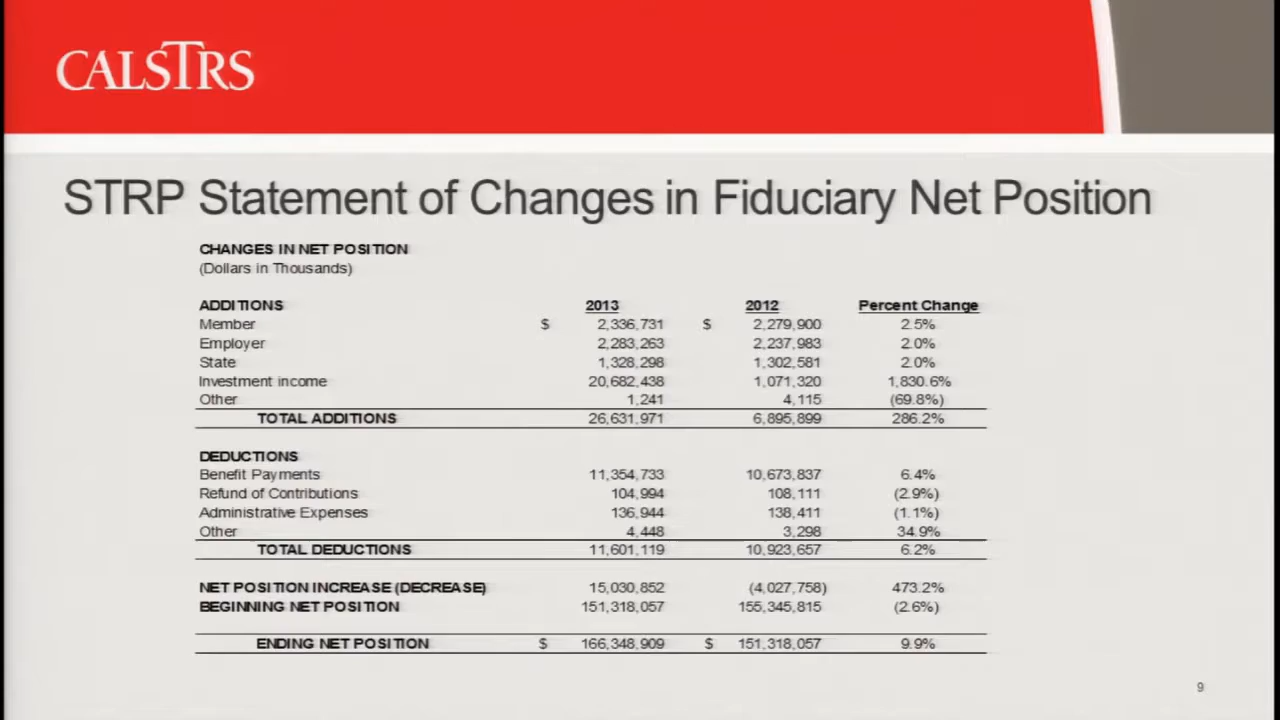 CALSTRS
STRP Statement of Changes in Fiduciary Net Position
CHANGES IN NET POSITION
(Dollars in Thousands)
ADDITIONS 2013 2012 Percent Change
Member $ 2,336,731 $ 2,279,900 2.5%
Employer 2,283,263 2,237,983 2.0%
State 1,328,298 1,302,581 2.0%
Investment income 20,682,438 1,071,320 1,830.6%
Other 1,241 4,115 (69.8%)
TOTAL ADDITIONS 26,631,971 6,895,899 286.2%
DEDUCTIONS
Benefit Payments 11,354,733 10,673,837 6.4%
Refund of Contributions 104,994 108,111 (2.9%)
Administrative Expenses 136,944 138,411 (1.1%)
Other 4,448 3,298 34.9%
TOTAL DEDUCTIONS 11,601,119 10,923,657 6.2%
NET POSITION INCREASE (DECREASE) 15,030,852 (4,027,758) 473.2%
BEGINNING NET POSITION 151,318,057 155,345,815 (2.6%)
ENDING NET POSITION $ 166,348,909 $ 151,318,057 9.9%
9